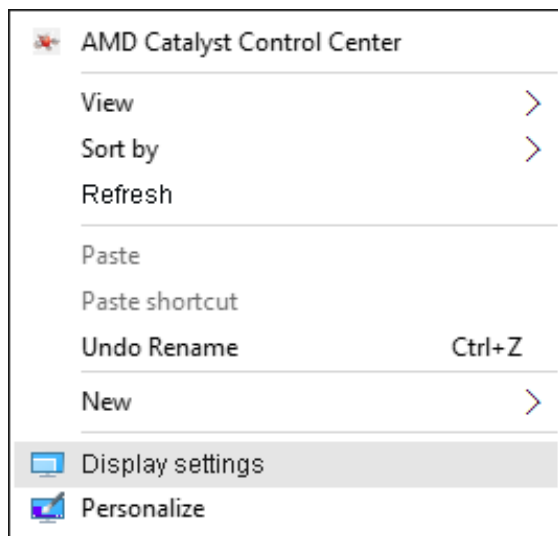 AMD Catalyst Control Center
View
Sort by
Refresh
Paste
Paste shortcut
Undo Rename Ctrl+Z
New
Display settings
Personalize